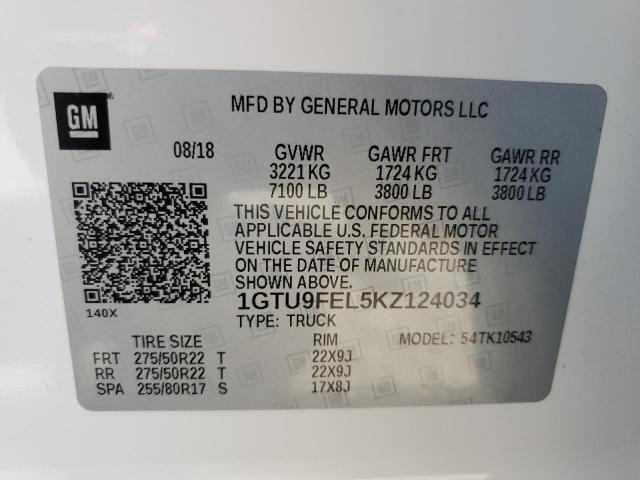 GM
MFD BY GENERAL MOTORS LLC
08/18 GVWR GAWR FRT GAWR RR
3221 KG 1724 KG 1724 KG
7100 LB 3800 LB 3800 LB
THIS VEHICLE CONFORMS TO ALL
APPLICABLE U.S. FEDERAL MOTOR
VEHICLE SAFETY STANDARDS IN EFFECT
ON THE DATE OF MANUFACTURE
SHOWN ABOVE.
1GTU9FEL5KZ124034
140X
TYPE: TRUCK MODEL: 54TK10543
TIRE SIZE RIM
FRT 275/50R22 T 22X9J
RR 275/50R22 T 22X9J
SPA 255/80R17 S 17X8J